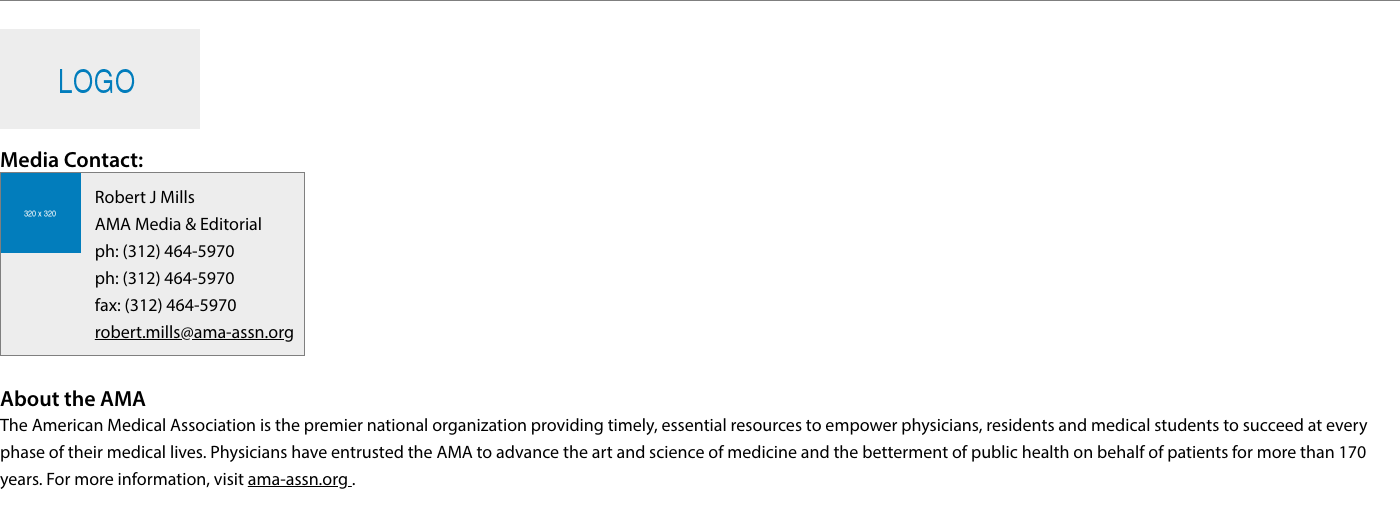 LOGO
Media Contact:
320 x 320
Robert J Mills
AMA Media & Editorial
ph: (312) 464-5970
ph: (312) 464-5970
fax: (312) 464-5970
robert.mills@ama-assn.org
About the AMA
The American Medical Association is the premier national organization providing timely, essential resources to empower physicians, residents and medical students to succeed at every
phase of their medical lives. Physicians have entrusted the AMA to advance the art and science of medicine and the betterment of public health on behalf of patients for more than 170
years. For more information, visit ama-assn.org .